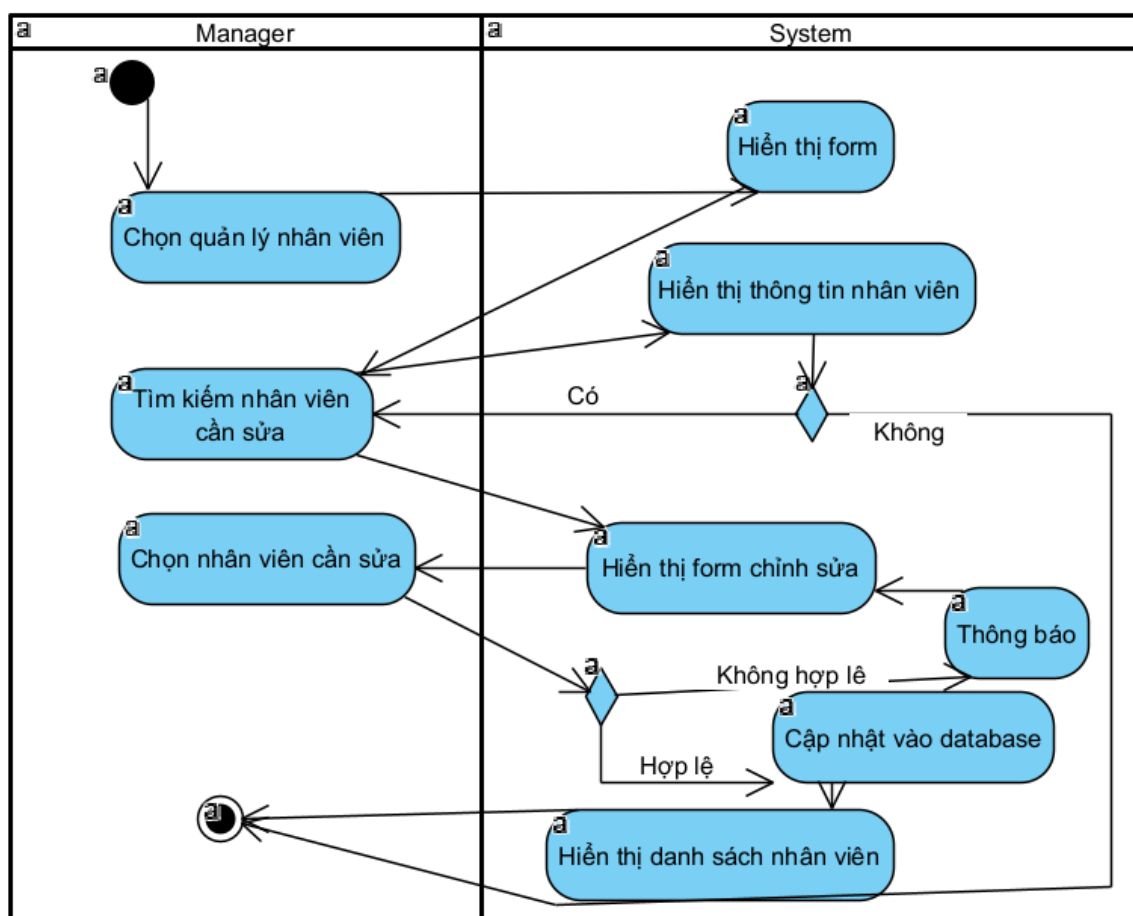 Manager
System
Hiển thị form
Chọn quản lý nhân viên
Hiển thị thông tin nhân viên
Tìm kiếm nhân viên
cần sửa
Có
Không
Chọn nhân viên cần sửa
Hiển thị form chỉnh sửa
Thông báo
Không hợp lê
Cập nhật vào database
Hợp lệ
Hiển thị danh sách nhân viên